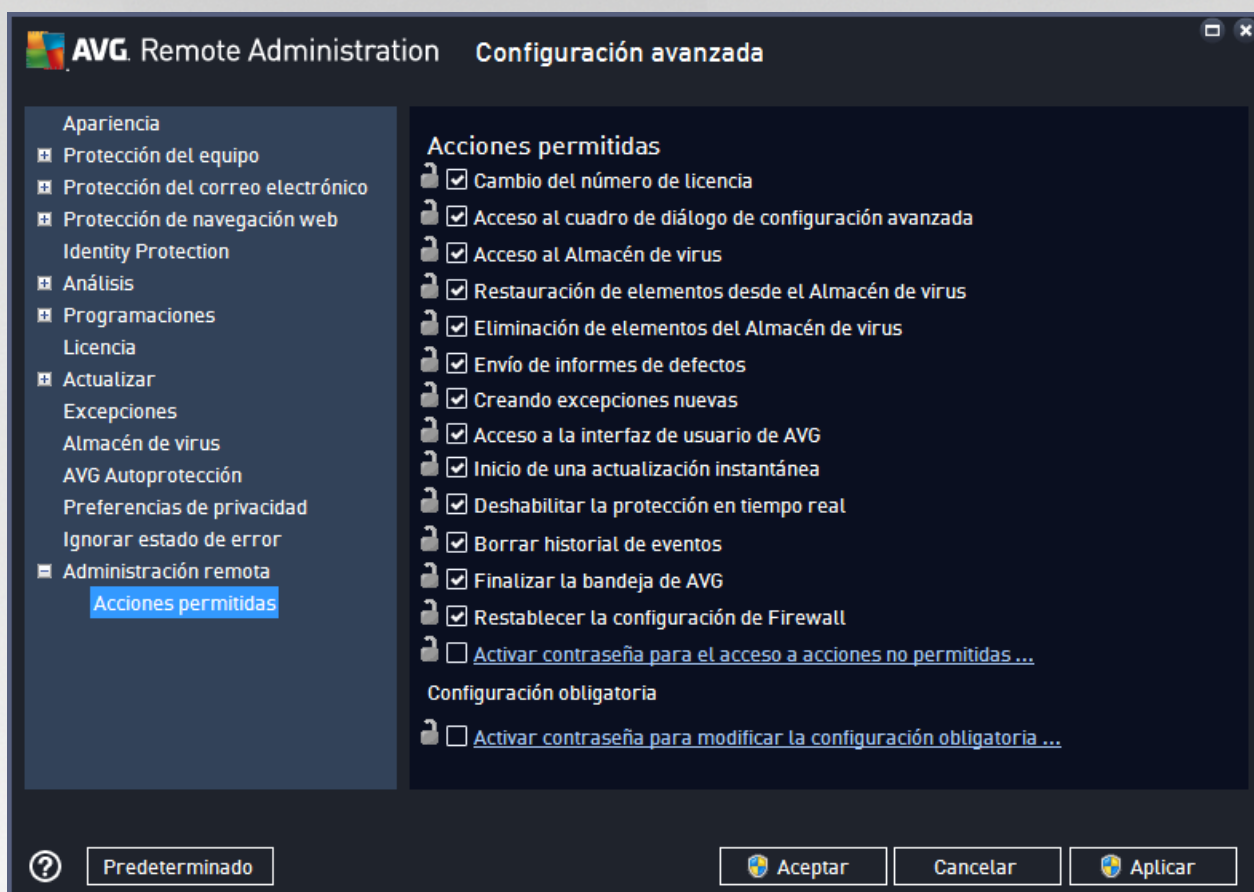 AVG. Remote Administration Configuración avanzada
Apariencia
Protección del equipo
Protección del correo electrónico
Protección de navegación web
Identity Protection
Análisis
Programaciones
Licencia
Actualizar
Excepciones
Almacén de virus
AVG Autoprotección
Preferencias de privacidad
Ignorar estado de error
Administración remota
Acciones permitidas
Acciones permitidas
Cambio del número de licencia
Acceso al cuadro de diálogo de configuración avanzada
Acceso al Almacén de virus
Restauración de elementos desde el Almacén de virus
Eliminación de elementos del Almacén de virus
Envío de informes de defectos
Creando excepciones nuevas
Acceso a la interfaz de usuario de AVG
Inicio de una actualización instantánea
Deshabilitar la protección en tiempo real
Borrar historial de eventos
Finalizar la bandeja de AVG
Restablecer la configuración de Firewall
Activar contraseña para el acceso a acciones no permitidas ...
Configuración obligatoria
Activar contraseña para modificar la configuración obligatoria ...
? Predeterminado Aceptar Cancelar Aplicar